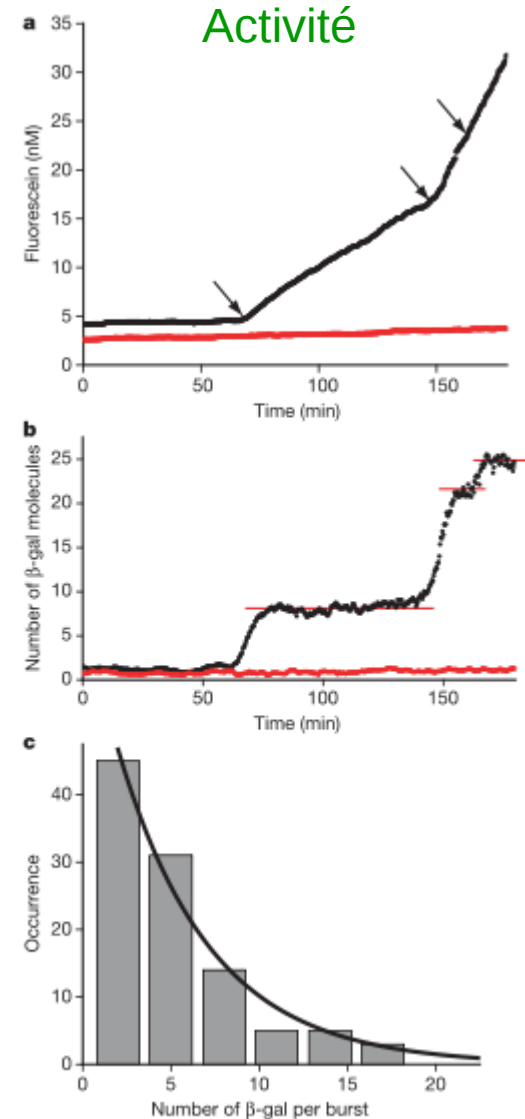 Activité
a
35
30
25
20
15
10
5
0
Fluorescein (nM)
0 50 100 150
Time (min)
b
25
20
15
10
5
0
Number of β-gal molecules
0 50 100 150
Time (min)
c
40
30
20
10
0
Occurrence
0 5 10 15 20
Number of β-gal per burst